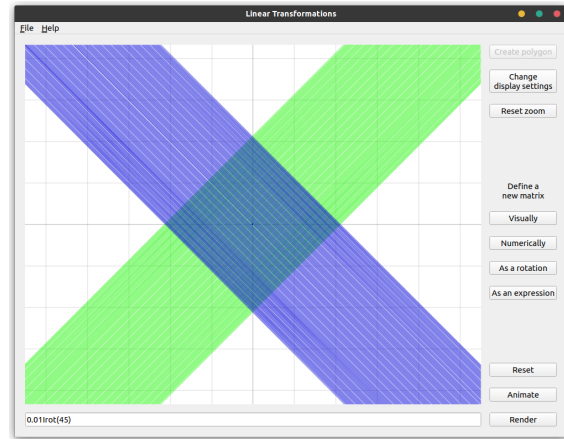 Linear Transformations
File Help
Create polygon
Change
display settings
Reset zoom
Define a
new matrix
Visually
Numerically
As a rotation
As an expression
Reset
Animate
0.01Irot(45)
Render